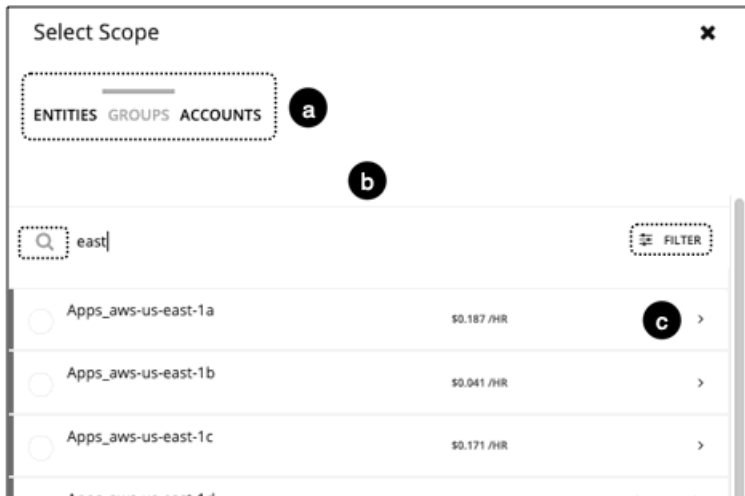 Select Scope
ENTITIES GROUPS ACCOUNTS a
b
east FILTER
Apps_aws-us-east-1a $0.187 /HR c
Apps_aws-us-east-1b $0.041 /HR
Apps_aws-us-east-1c $0.171 /HR